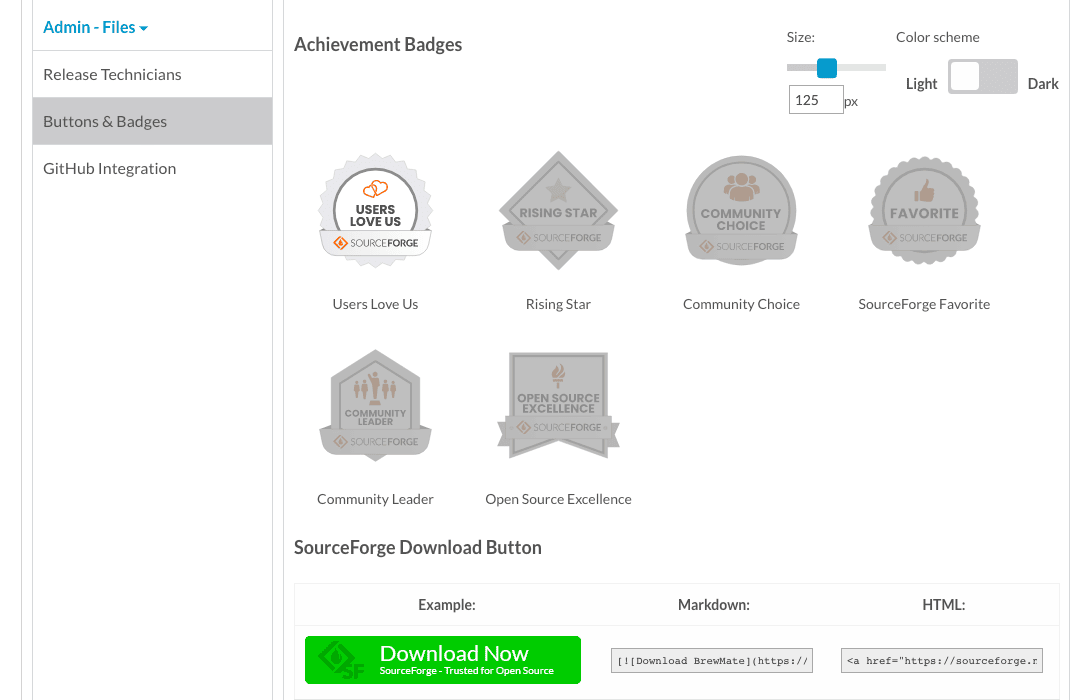 Admin - Files
Release Technicians
Buttons & Badges
GitHub Integration
Achievement Badges
Size:
125
px
Color scheme
Light
Dark
USERS
LOVE US
SOURCEFORGE
Users Love Us
RISING STAR
SOURCEFORGE
Rising Star
COMMUNITY
CHOICE
SOURCEFORGE
Community Choice
FAVORITE
SOURCEFORGE
SourceForge Favorite
COMMUNITY
LEADER
SOURCEFORGE
Community Leader
OPEN SOURCE
EXCELLENCE
SOURCEFORGE
Open Source Excellence
SourceForge Download Button
Example:
Markdown:
HTML:
SF
Download Now
SourceForge - Trusted for Open Source
[![Download BrewMate](https://
<a href="https://sourceforge.n